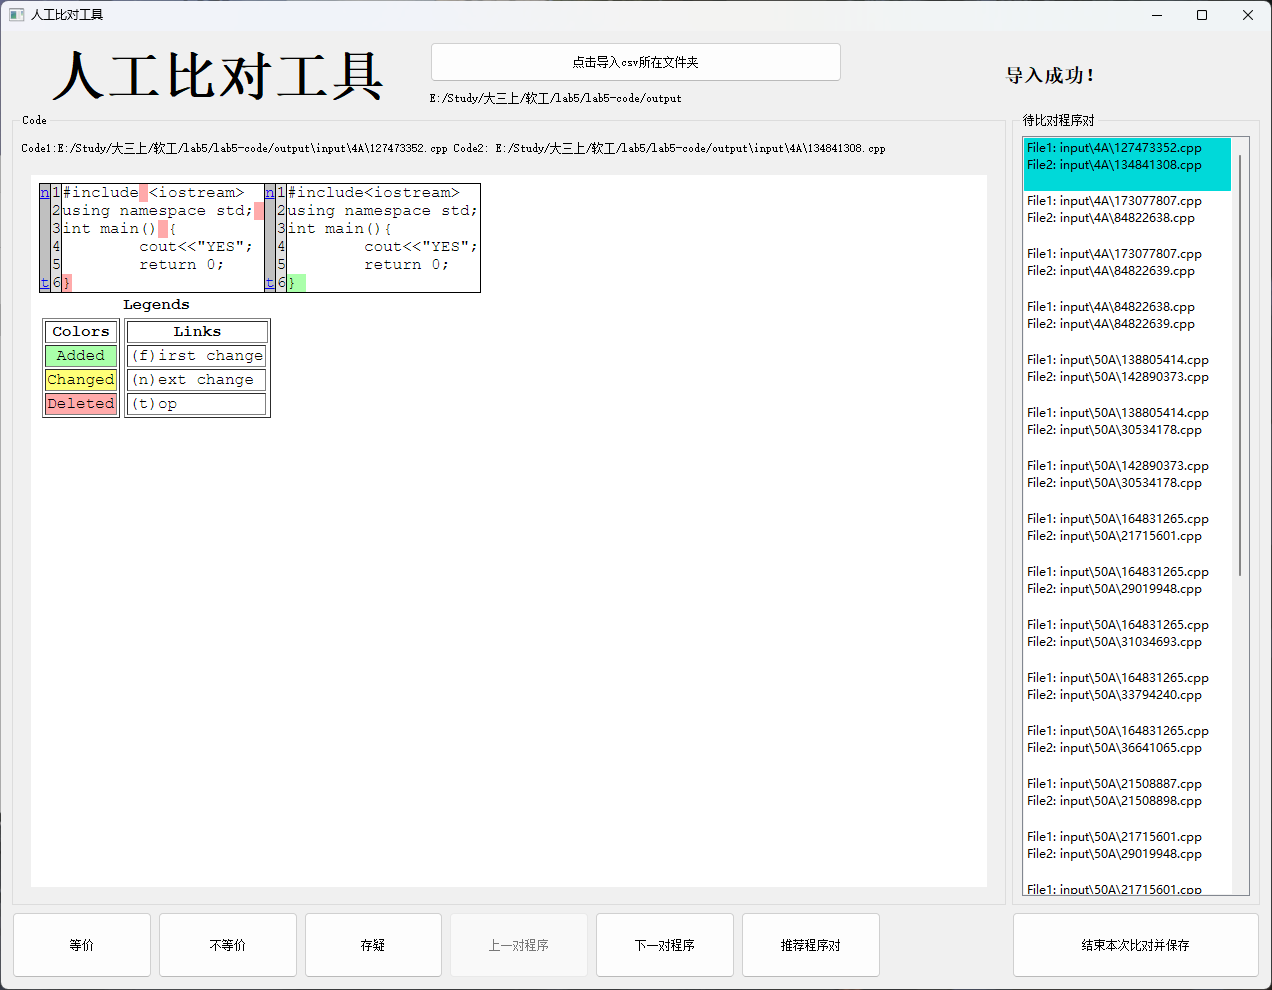 人工比对工具
人工比对工具
点击导入csv所在文件夹
E:/Study/大三上/软工/lab5/lab5-code/output
导入成功!
Code
Code1:E:/Study/大三上/软工/lab5/lab5-code/output\input\4A\127473352.cpp Code2: E:/Study/大三上/软工/lab5/lab5-code/output\input\4A\134841308.cpp
n 1 #include <iostream> n 1 #include<iostream>
2 using namespace std; 2 using namespace std;
3 int main() { 3 int main(){
4 cout<<"YES"; 4 cout<<"YES";
5 return 0; 5 return 0;
t 6 } t 6 }
Legends
Colors Links
Added (f)irst change
Changed (n)ext change
Deleted (t)op
待比对程序对
File1: input\4A\127473352.cpp
File2: input\4A\134841308.cpp
File1: input\4A\173077807.cpp
File2: input\4A\84822638.cpp
File1: input\4A\173077807.cpp
File2: input\4A\84822639.cpp
File1: input\4A\84822638.cpp
File2: input\4A\84822639.cpp
File1: input\50A\138805414.cpp
File2: input\50A\142890373.cpp
File1: input\50A\138805414.cpp
File2: input\50A\30534178.cpp
File1: input\50A\142890373.cpp
File2: input\50A\30534178.cpp
File1: input\50A\164831265.cpp
File2: input\50A\21715601.cpp
File1: input\50A\164831265.cpp
File2: input\50A\29019948.cpp
File1: input\50A\164831265.cpp
File2: input\50A\31034693.cpp
File1: input\50A\164831265.cpp
File2: input\50A\33794240.cpp
File1: input\50A\164831265.cpp
File2: input\50A\36641065.cpp
File1: input\50A\21508887.cpp
File2: input\50A\21508898.cpp
File1: input\50A\21715601.cpp
File2: input\50A\29019948.cpp
File1: input\50A\21715601.cpp
等价
不等价
存疑
上一对程序
下一对程序
推荐程序对
结束本次比对并保存